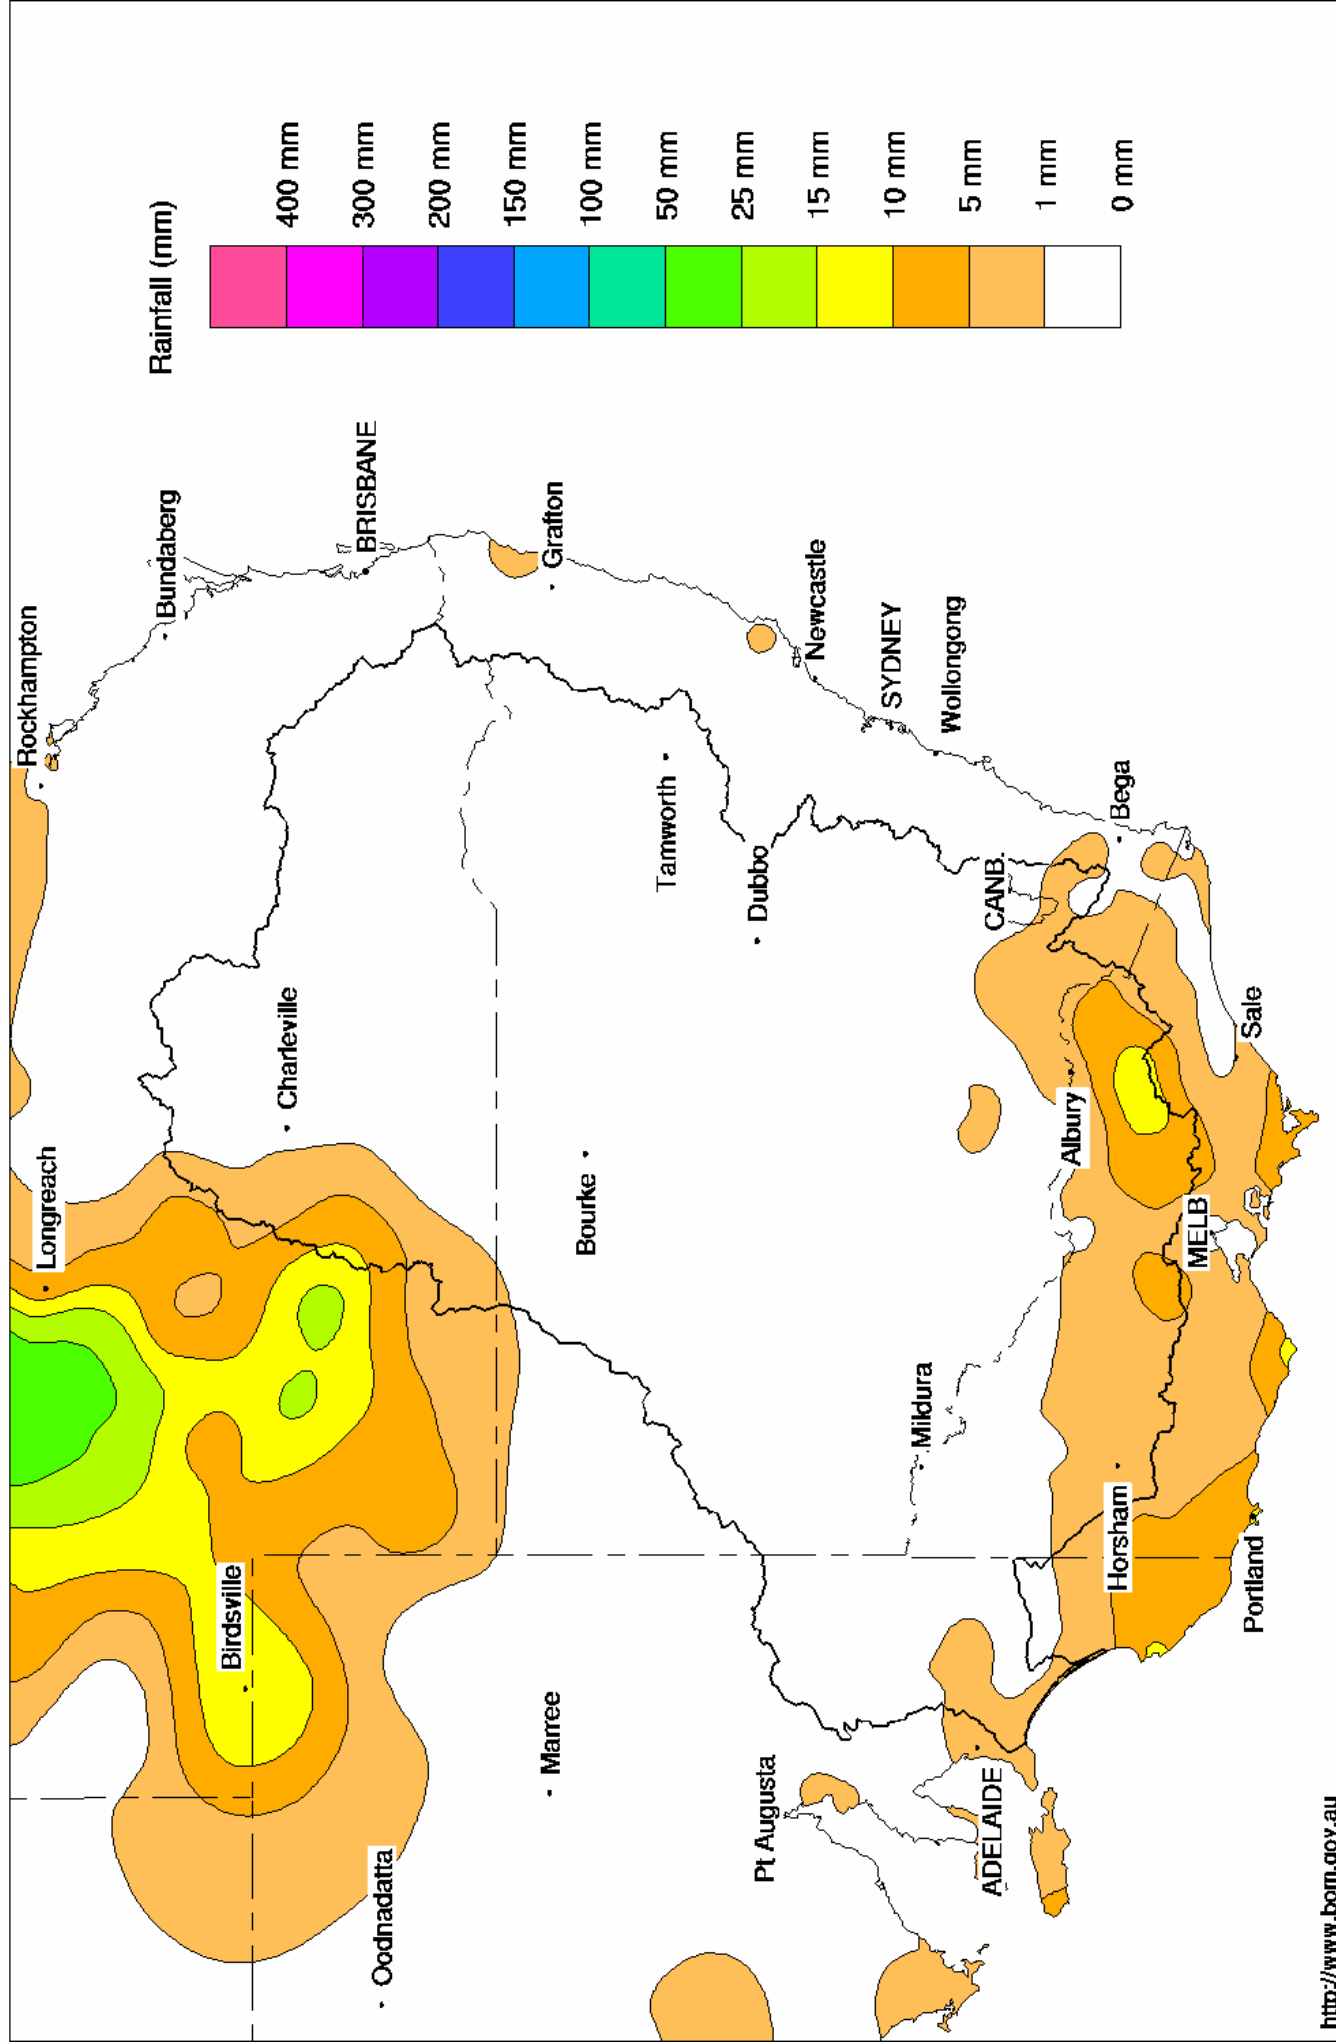 Rainfall (mm)
400 mm
300 mm
200 mm
150 mm
100 mm
50 mm
25 mm
15 mm
10 mm
5 mm
1 mm
0 mm
Rockhampton
Bundaberg
BRISBANE
Grafton
Newcastle
SYDNEY
Wollongong
Bega
Tamworth
Dubbo
CANB.
Charleville
Longreach
Bourke
Albury
Sale
MELB
Mildura
Horsham
Portland
Birdsville
Marree
Pt Augusta
ADELAIDE
Oodnadatta
http://www.bom.gov.au